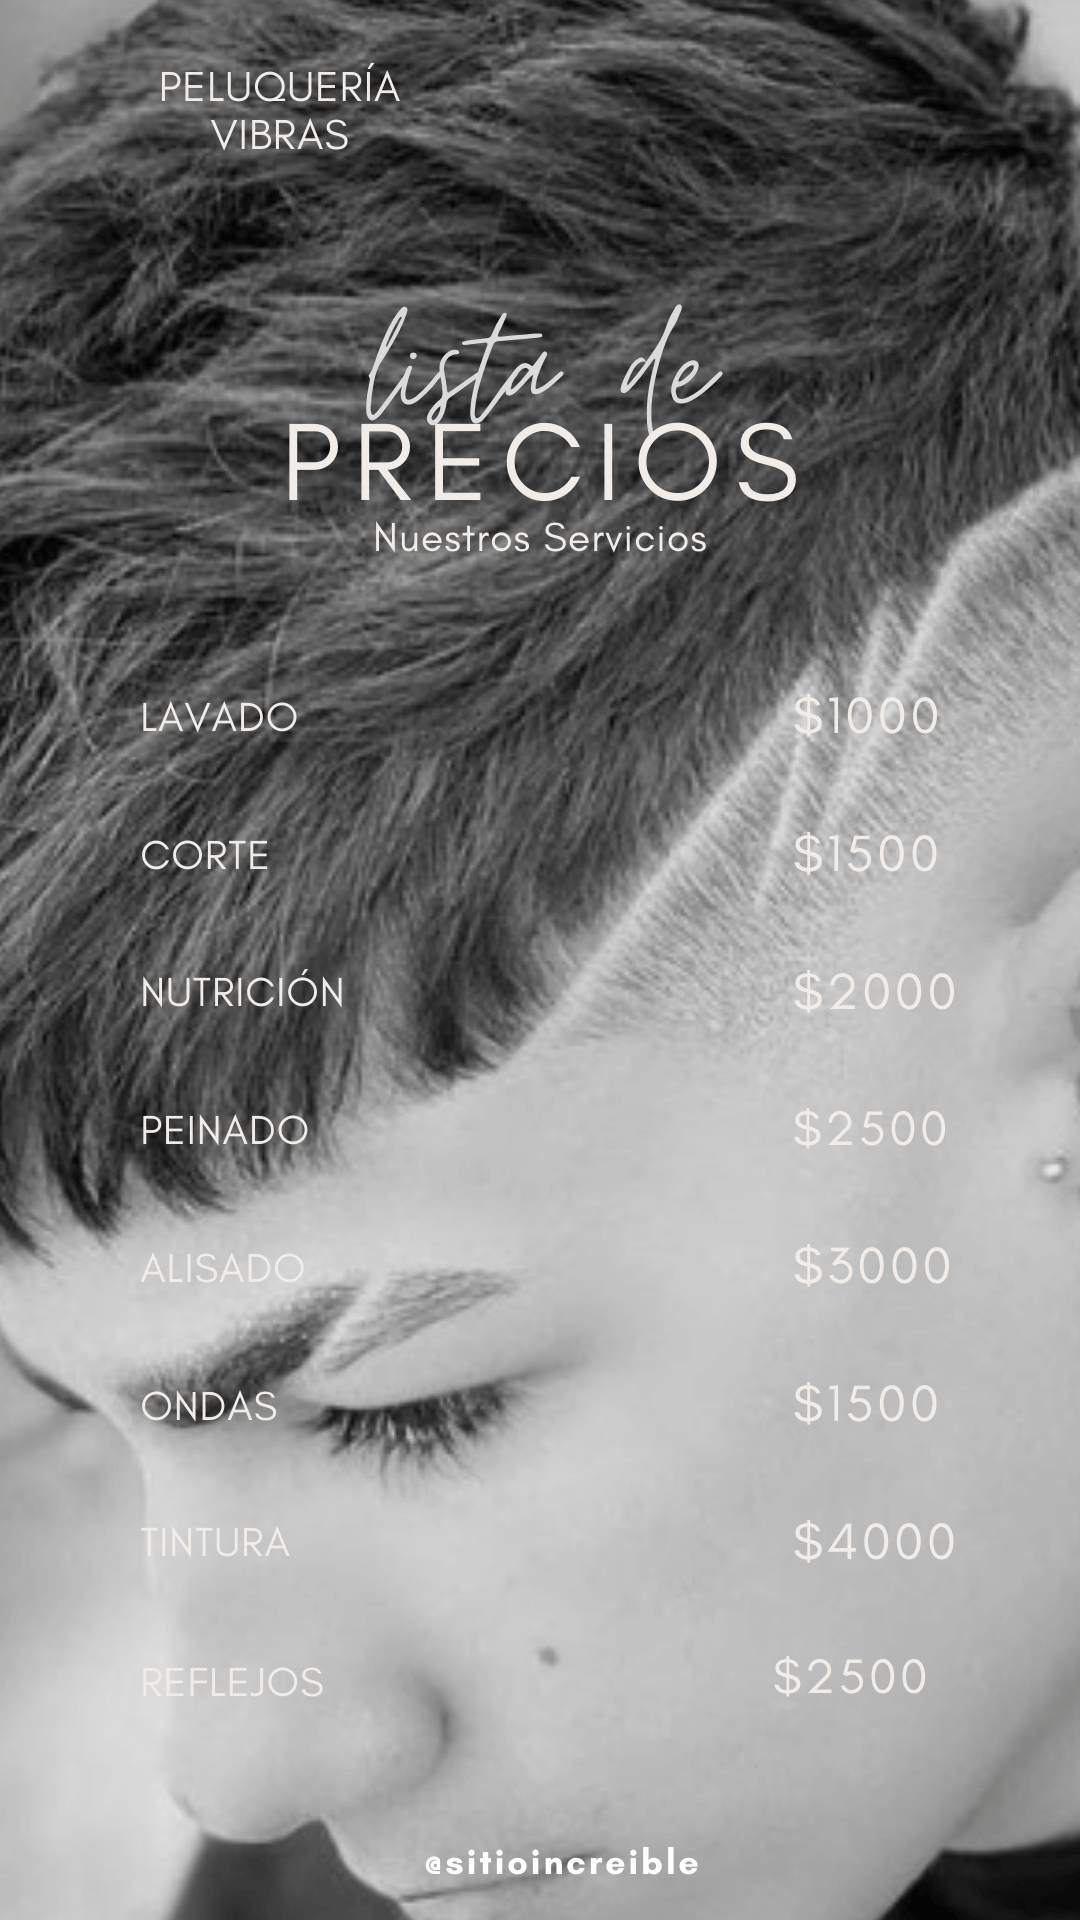 PELUQUERÍA
VIBRAS
lista de
PRECIOS
Nuestros Servicios
LAVADO $1000
CORTE $1500
NUTRICIÓN $2000
PEINADO $2500
ALISADO $3000
ONDAS $1500
TINTURA $4000
REFLEJOS $2500
@sitioincreible